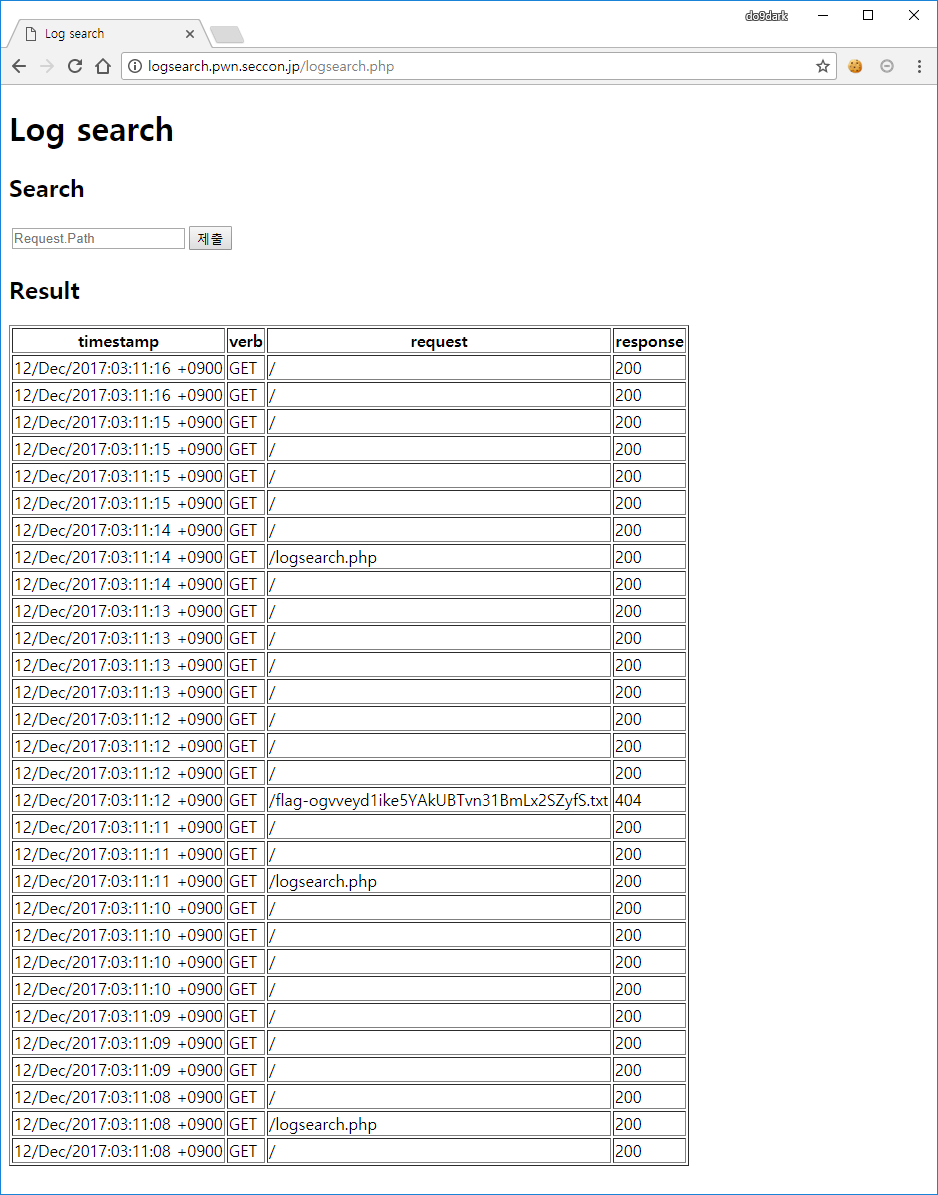 do9dark
Log search
logsearch.pwn.seccon.jp/logsearch.php
Log search
Search
Request.Path 제출
Result
timestamp verb request response
12/Dec/2017:03:11:16 +0900 GET / 200
12/Dec/2017:03:11:16 +0900 GET / 200
12/Dec/2017:03:11:15 +0900 GET / 200
12/Dec/2017:03:11:15 +0900 GET / 200
12/Dec/2017:03:11:15 +0900 GET / 200
12/Dec/2017:03:11:15 +0900 GET / 200
12/Dec/2017:03:11:14 +0900 GET / 200
12/Dec/2017:03:11:14 +0900 GET /logsearch.php 200
12/Dec/2017:03:11:14 +0900 GET / 200
12/Dec/2017:03:11:13 +0900 GET / 200
12/Dec/2017:03:11:13 +0900 GET / 200
12/Dec/2017:03:11:13 +0900 GET / 200
12/Dec/2017:03:11:13 +0900 GET / 200
12/Dec/2017:03:11:12 +0900 GET / 200
12/Dec/2017:03:11:12 +0900 GET / 200
12/Dec/2017:03:11:12 +0900 GET / 200
12/Dec/2017:03:11:12 +0900 GET /flag-ogvveyd1ike5YAkUBTvn31BmLx2SZyfS.txt 404
12/Dec/2017:03:11:11 +0900 GET / 200
12/Dec/2017:03:11:11 +0900 GET / 200
12/Dec/2017:03:11:11 +0900 GET /logsearch.php 200
12/Dec/2017:03:11:10 +0900 GET / 200
12/Dec/2017:03:11:10 +0900 GET / 200
12/Dec/2017:03:11:10 +0900 GET / 200
12/Dec/2017:03:11:10 +0900 GET / 200
12/Dec/2017:03:11:09 +0900 GET / 200
12/Dec/2017:03:11:09 +0900 GET / 200
12/Dec/2017:03:11:09 +0900 GET / 200
12/Dec/2017:03:11:08 +0900 GET / 200
12/Dec/2017:03:11:08 +0900 GET /logsearch.php 200
12/Dec/2017:03:11:08 +0900 GET / 200